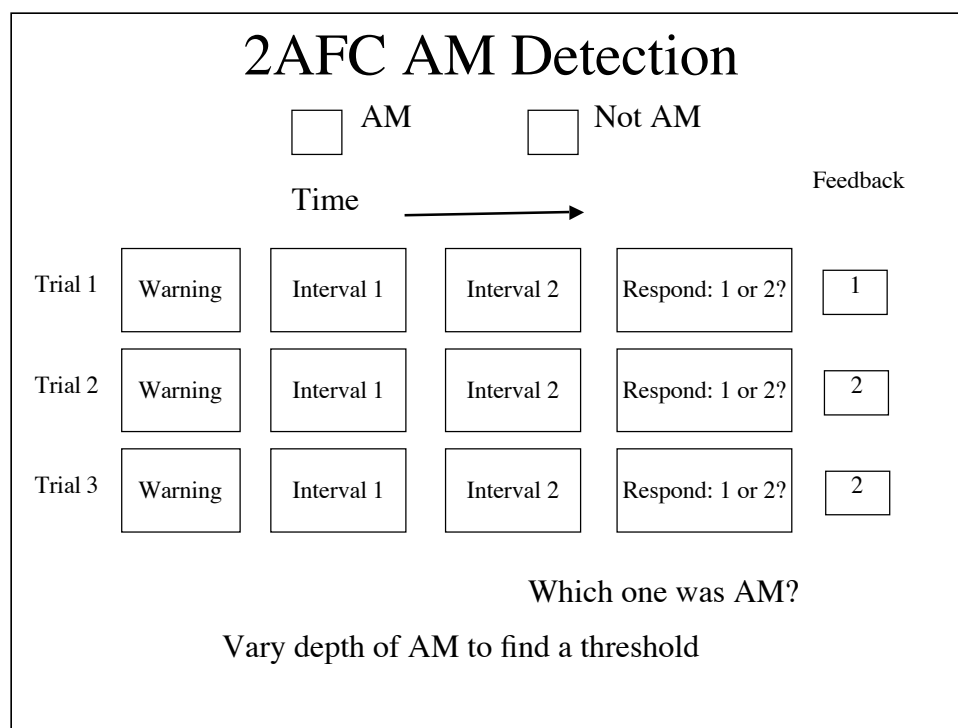 2AFC AM Detection
AM Not AM
Feedback
Time
Trial 1 Warning Interval 1 Interval 2 Respond: 1 or 2? 1
Trial 2 Warning Interval 1 Interval 2 Respond: 1 or 2? 2
Trial 3 Warning Interval 1 Interval 2 Respond: 1 or 2? 2
Which one was AM?
Vary depth of AM to find a threshold